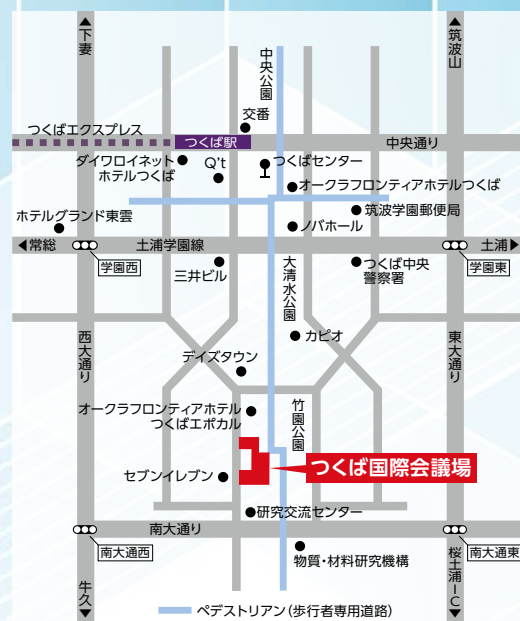 ▲下妻
▲筑波山
中央公園
交番
つくばエクスプレス
つくば駅
中央通り
ダイワロイネット
ホテルつくば
Q't
つくばセンター
オークラフロンティアホテルつくば
筑波学園郵便局
ホテルグランド東雲
ノバホール
◀常総
土浦学園線
土浦▶
学園西
学園東
三井ビル
大清水公園
つくば中央
警察署
西大通り
東大通り
カピオ
デイズタウン
オークラフロンティアホテル
つくばエポカル
竹園公園
つくば国際会議場
セブンイレブン
研究交流センター
南大通り
南大通西
南大通東
物質・材料研究機構
牛久▼
桜土浦IC▼
ペデストリアン(歩行者専用道路)